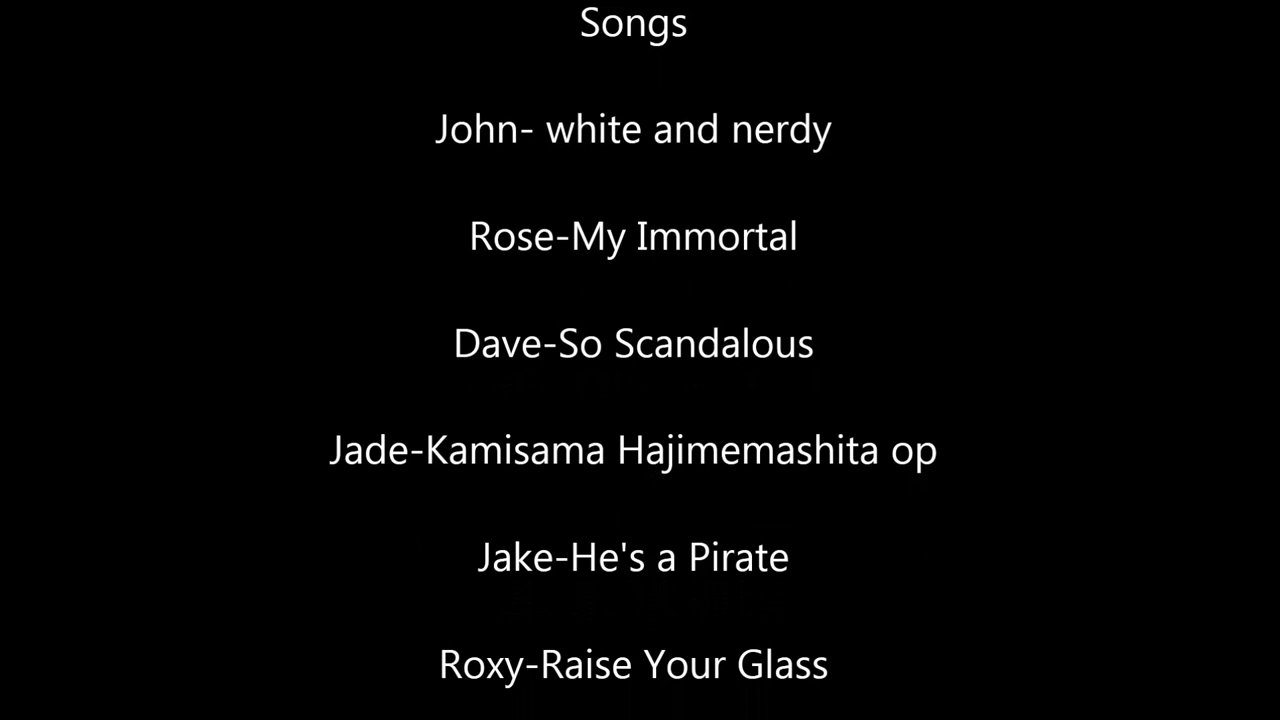 Songs
John- white and nerdy
Rose-My Immortal
Dave-So Scandalous
Jade-Kamisama Hajimemashita op
Jake-He's a Pirate
Roxy-Raise Your Glass